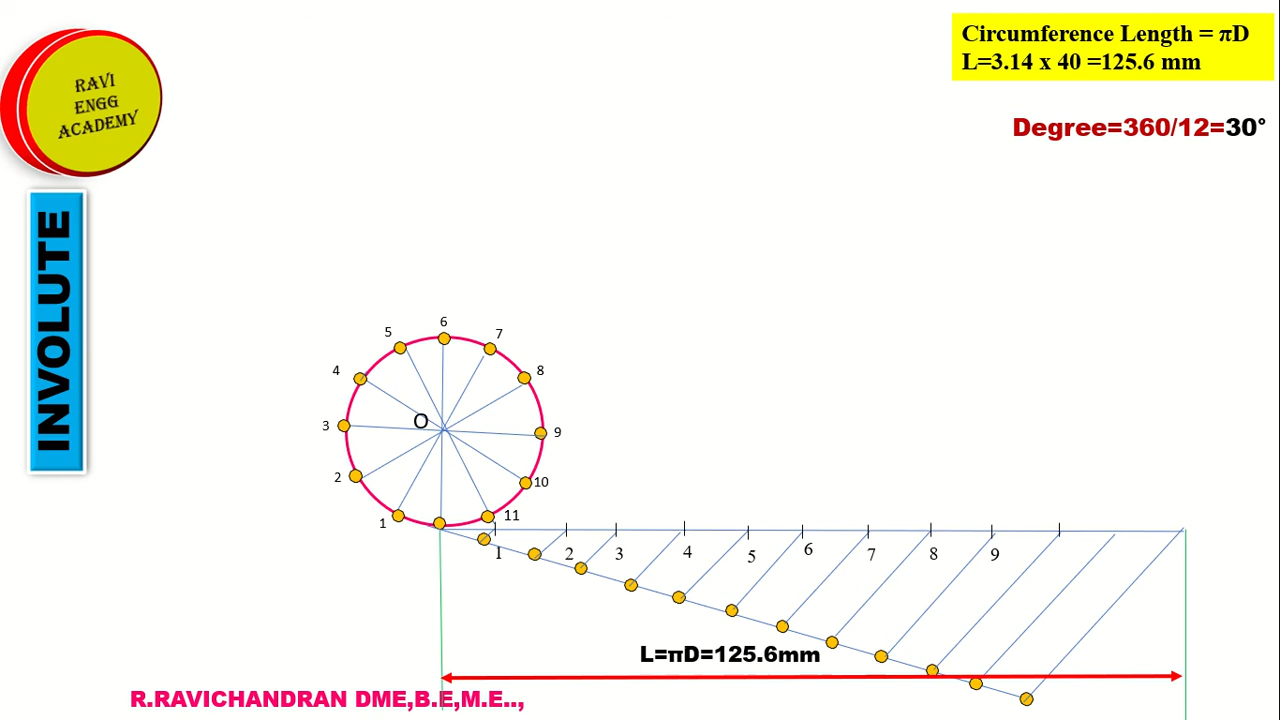 Circumference Length = πD
L=3.14 x 40 =125.6 mm
RAVI
ENGG
ACADEMY
Degree=360/12=30°
INVOLUTE
6
5
7
4
8
O
3
9
2
10
1
11
1
2
3
4
5
6
7
8
9
L=πD=125.6mm
R.RAVICHANDRAN DME,B.E,M.E..,